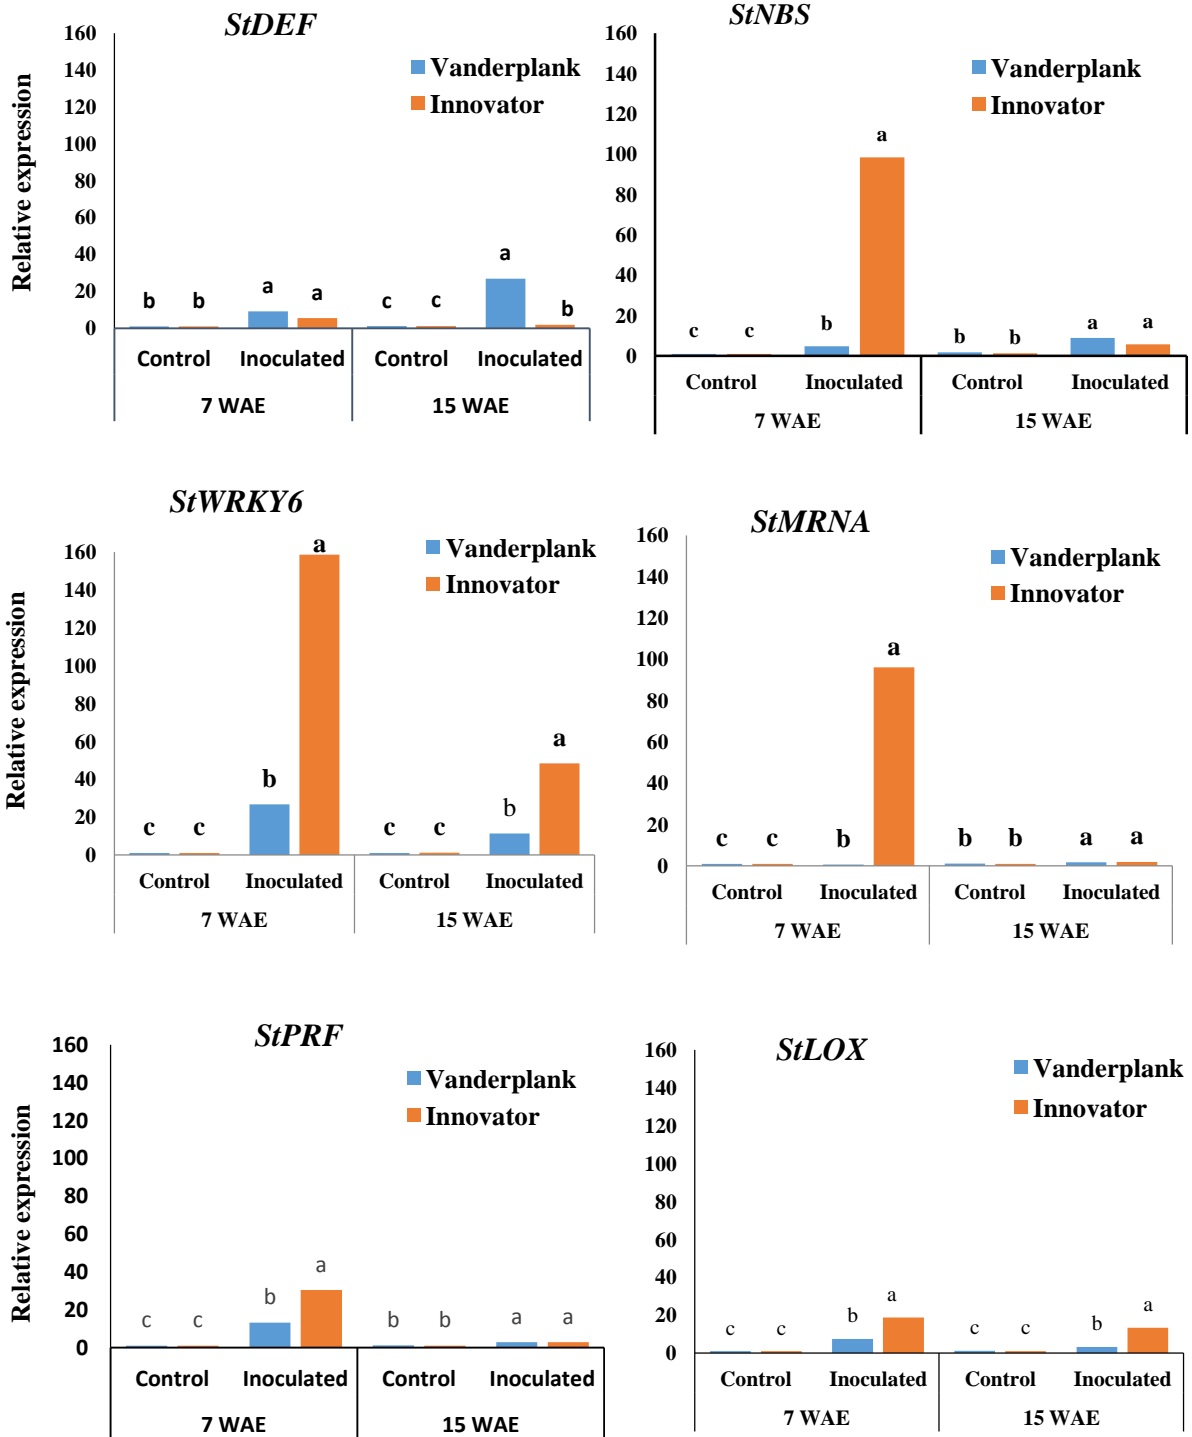 StDEF
160
140
120
100
80
60
40
20
0
Relative expression
Vanderplank
Innovator
b b a a c c a b
Control Inoculated Control Inoculated
7 WAE 15 WAE
StNBS
160
140
120
100
80
60
40
20
0
Vanderplank
Innovator
c c b a b b a a
Control Inoculated Control Inoculated
7 WAE 15 WAE
StWRKY6
160
140
120
100
80
60
40
20
0
Relative expression
Vanderplank
Innovator
c c b a c c b a
Control Inoculated Control Inoculated
7 WAE 15 WAE
StMRNA
160
140
120
100
80
60
40
20
0
Vanderplank
Innovator
c c b a b b a a
Control Inoculated Control Inoculated
7 WAE 15 WAE
StPRF
160
140
120
100
80
60
40
20
0
Relative expression
Vanderplank
Innovator
c c b a b b a a
Control Inoculated Control Inoculated
7 WAE 15 WAE
StLOX
160
140
120
100
80
60
40
20
0
Vanderplank
Innovator
c c b a c c b a
Control Inoculated Control Inoculated
7 WAE 15 WAE